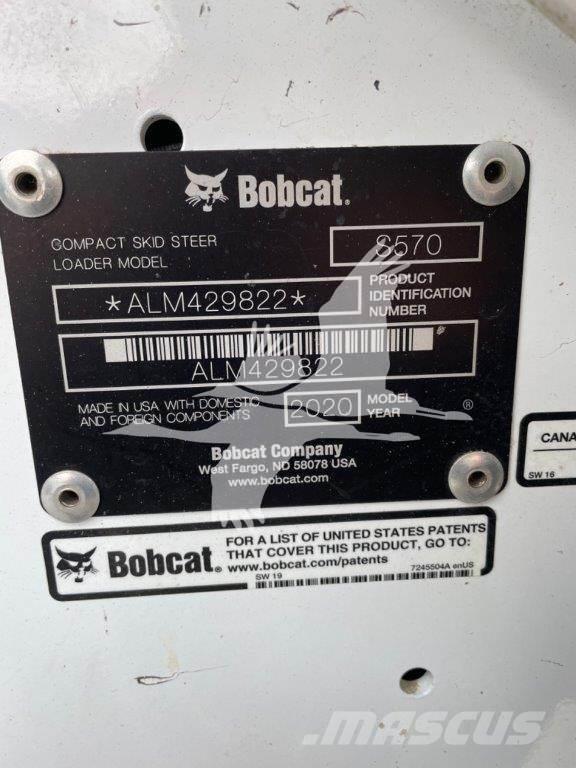 Bobcat®
COMPACT SKID STEER
LOADER MODEL
S570
*ALM429822*
PRODUCT
IDENTIFICATION
NUMBER
ALM429822
MADE IN USA WITH DOMESTIC
AND FOREIGN COMPONENTS
2020
MODEL
YEAR
®
Bobcat Company
West Fargo, ND 58078 USA
www.bobcat.com
CANA
SW 16
Bobcat®
FOR A LIST OF UNITED STATES PATENTS
THAT COVER THIS PRODUCT, GO TO:
www.bobcat.com/patents
SW 19
7245504A enUS
MASCUS